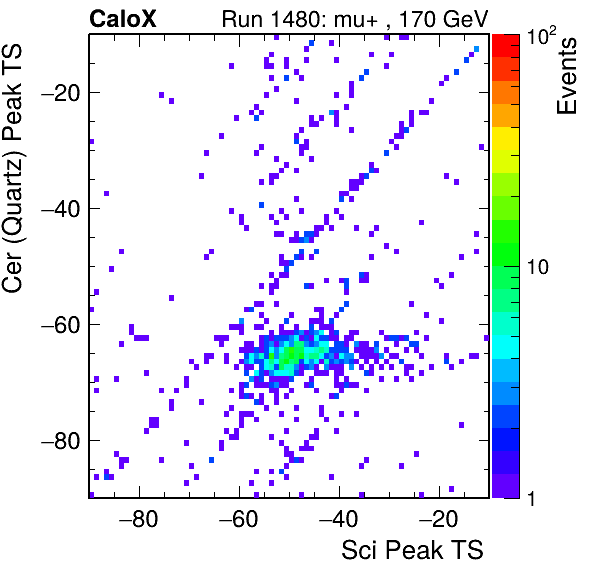 CaloX Run 1480: mu+ , 170 GeV
Cer (Quartz) Peak TS
−20
−40
−60
−80
−80 −60 −40 −20
Sci Peak TS
10²
10
1
Events